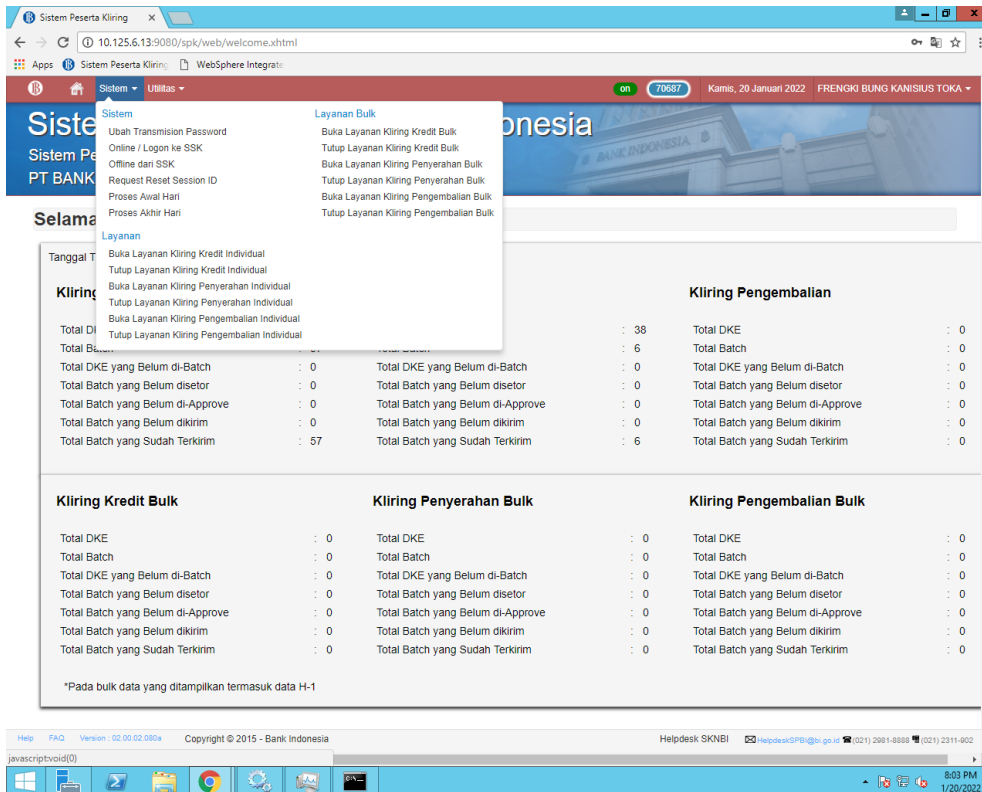 Sistem Peserta Kliring
10.125.6.13:9080/spk/web/welcome.xhtml
Apps Sistem Peserta Kliring WebSphere Integrate
Sistem Utilitas on 70687 Kamis, 20 Januari 2022 FRENGKI BUNG KANISIUS TOKA
Sistem
Ubah Transmision Password
Online / Logon ke SSK
Offline dari SSK
Request Reset Session ID
Proses Awal Hari
Proses Akhir Hari
Layanan
Buka Layanan Kliring Kredit Individual
Tutup Layanan Kliring Kredit Individual
Buka Layanan Kliring Penyerahan Individual
Tutup Layanan Kliring Penyerahan Individual
Buka Layanan Kliring Pengembalian Individual
Tutup Layanan Kliring Pengembalian Individual
Layanan Bulk
Buka Layanan Kliring Kredit Bulk
Tutup Layanan Kliring Kredit Bulk
Buka Layanan Kliring Penyerahan Bulk
Tutup Layanan Kliring Penyerahan Bulk
Buka Layanan Kliring Pengembalian Bulk
Tutup Layanan Kliring Pengembalian Bulk
Siste onesia
BANK INDONESIA
Sistem Pe
PT BANK
Selama
Tanggal T
Kliring Kliring Pengembalian
Total D : 38 Total DKE : 0
Total Batch : 6 Total Batch : 0
Total DKE yang Belum di-Batch : 0 Total DKE yang Belum di-Batch : 0 Total DKE yang Belum di-Batch : 0
Total Batch yang Belum disetor : 0 Total Batch yang Belum disetor : 0 Total Batch yang Belum disetor : 0
Total Batch yang Belum di-Approve : 0 Total Batch yang Belum di-Approve : 0 Total Batch yang Belum di-Approve : 0
Total Batch yang Belum dikirim : 0 Total Batch yang Belum dikirim : 0 Total Batch yang Belum dikirim : 0
Total Batch yang Sudah Terkirim : 57 Total Batch yang Sudah Terkirim : 6 Total Batch yang Sudah Terkirim : 0
Kliring Kredit Bulk Kliring Penyerahan Bulk Kliring Pengembalian Bulk
Total DKE : 0 Total DKE : 0 Total DKE : 0
Total Batch : 0 Total Batch : 0 Total Batch : 0
Total DKE yang Belum di-Batch : 0 Total DKE yang Belum di-Batch : 0 Total DKE yang Belum di-Batch : 0
Total Batch yang Belum disetor : 0 Total Batch yang Belum disetor : 0 Total Batch yang Belum disetor : 0
Total Batch yang Belum di-Approve : 0 Total Batch yang Belum di-Approve : 0 Total Batch yang Belum di-Approve : 0
Total Batch yang Belum dikirim : 0 Total Batch yang Belum dikirim : 0 Total Batch yang Belum dikirim : 0
Total Batch yang Sudah Terkirim : 0 Total Batch yang Sudah Terkirim : 0 Total Batch yang Sudah Terkirim : 0
*Pada bulk data yang ditampilkan termasuk data H-1
Help FAQ Version : 02.00.02.080a Copyright © 2015 - Bank Indonesia Helpdesk SKNBI HelpdeskSPBI@bi.go.id (021) 2981-8888 (021) 2311-902
javascript:void(0)
8:03 PM
1/20/2022